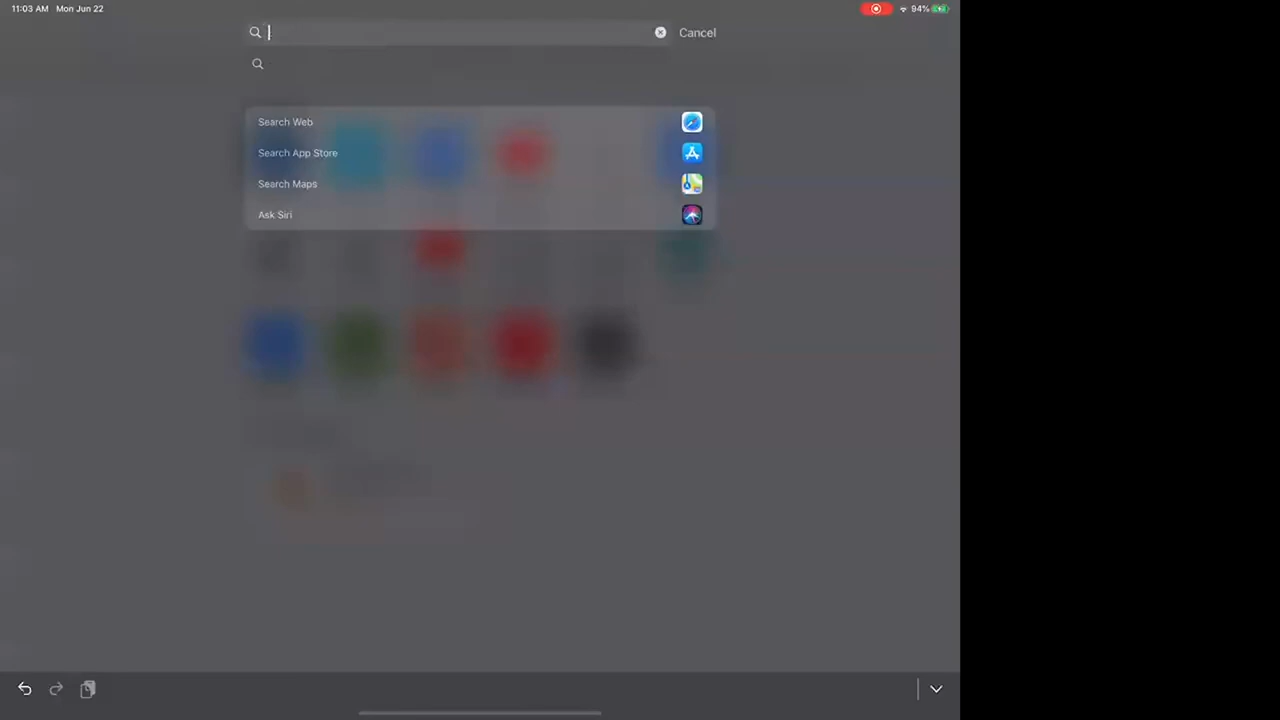 11:03 AM Mon Jun 22 94%
Cancel
Search Web
Search App Store
Search Maps
Ask Siri